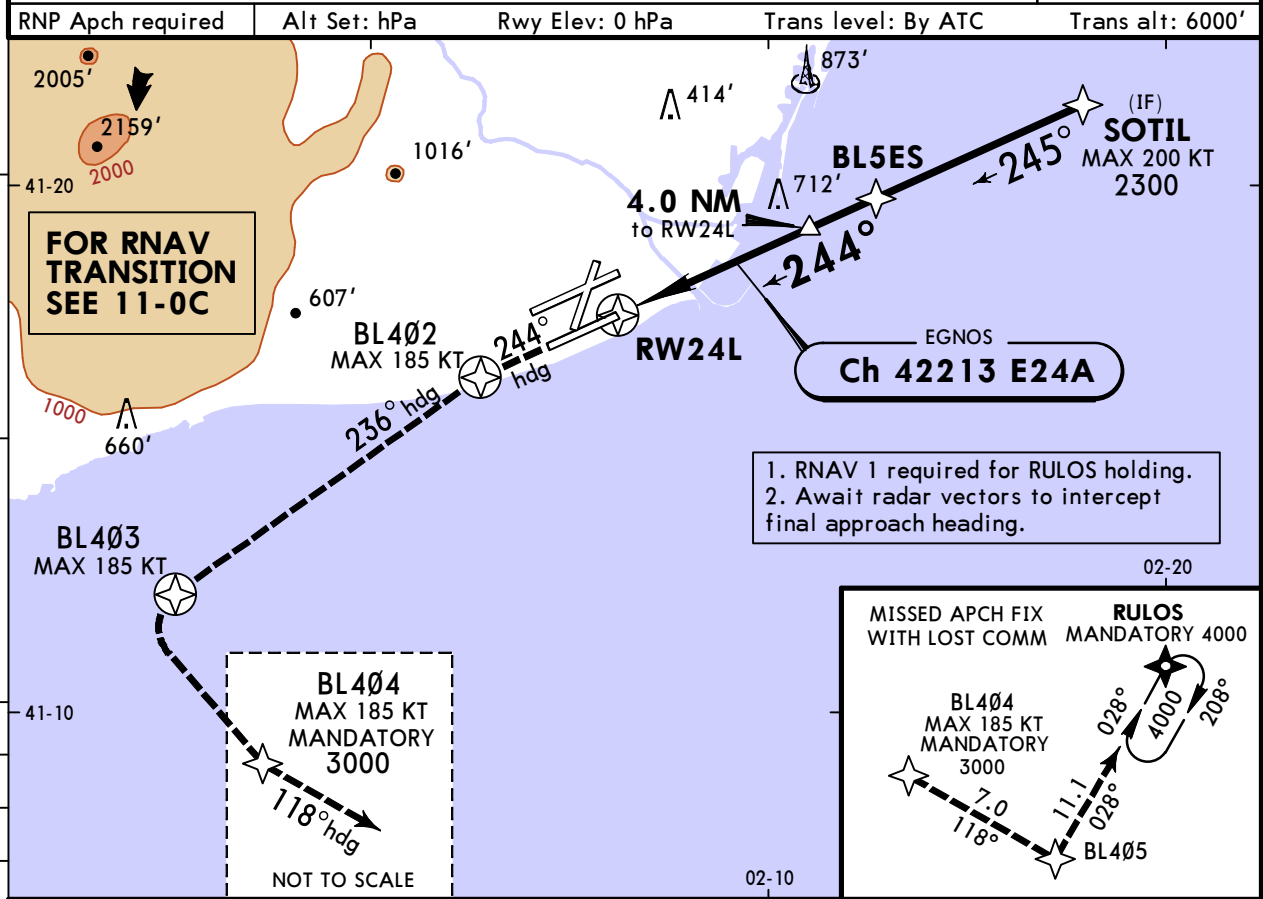 RNP Apch required
Alt Set: hPa
Rwy Elev: 0 hPa
Trans level: By ATC
Trans alt: 6000'
2005'
2159'
2000
41-20
1016'
414'
873'
(IF)
SOTIL
MAX 200 KT
2300
245°
BL5ES
712'
4.0 NM
to RW24L
244°
FOR RNAV
TRANSITION
SEE 11-0C
607'
BL4Ø2
MAX 185 KT
244°
hdg
RW24L
EGNOS
Ch 42213 E24A
1000
660'
236° hdg
1. RNAV 1 required for RULOS holding.
2. Await radar vectors to intercept
final approach heading.
BL4Ø3
MAX 185 KT
02-20
41-10
BL4Ø4
MAX 185 KT
MANDATORY
3000
118° hdg
NOT TO SCALE
02-10
MISSED APCH FIX
WITH LOST COMM
RULOS
MANDATORY 4000
028°
4000
208°
BL4Ø4
MAX 185 KT
MANDATORY
3000
7.0
118°
11.1
028°
BL4Ø5